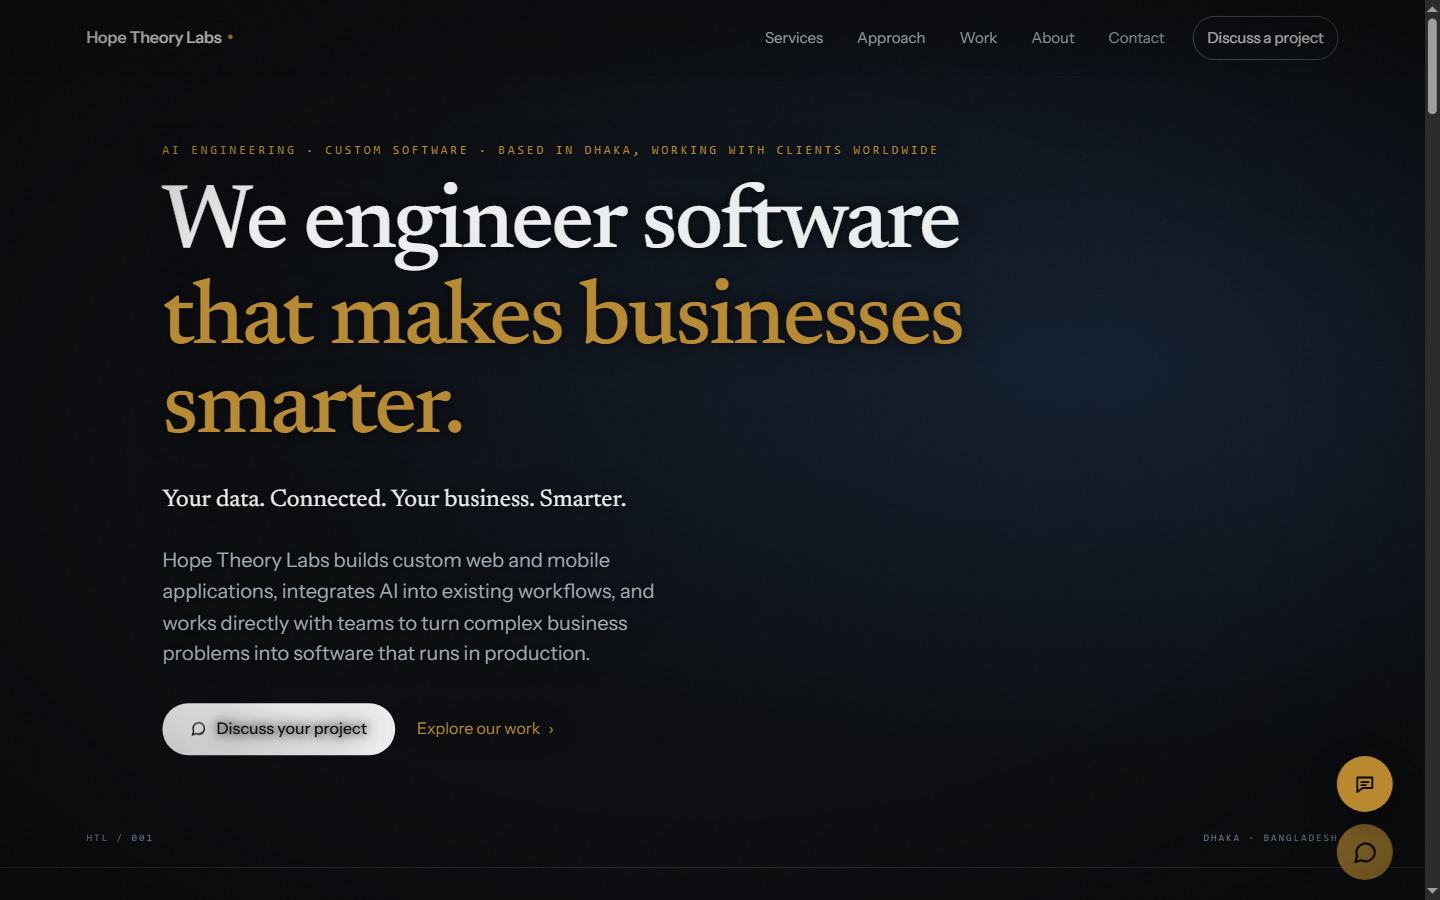 Hope Theory Labs
Services
Approach
Work
About
Contact
Discuss a project
AI ENGINEERING · CUSTOM SOFTWARE · BASED IN DHAKA, WORKING WITH CLIENTS WORLDWIDE
We engineer software
that makes businesses
smarter.
Your data. Connected. Your business. Smarter.
Hope Theory Labs builds custom web and mobile
applications, integrates AI into existing workflows, and
works directly with teams to turn complex business
problems into software that runs in production.
Discuss your project
Explore our work ›
HTL / 001
DHAKA · BANGLADESH